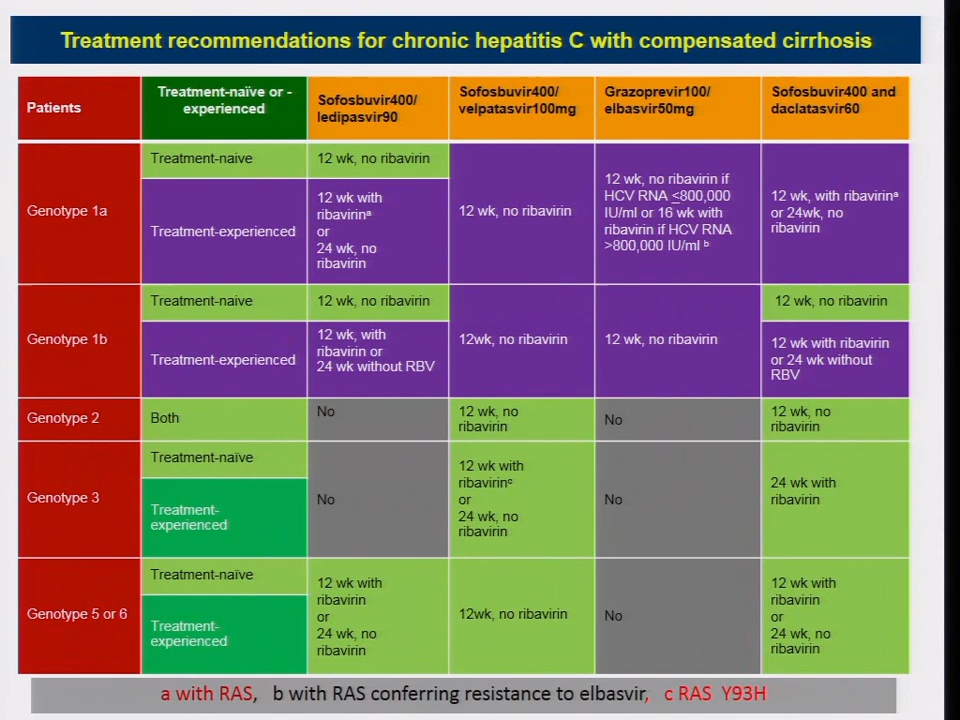 Treatment recommendations for chronic hepatitis C with compensated cirrhosis
Patients
Treatment-naïve or -
experienced
Sofosbuvir400/
ledipasvir90
Sofosbuvir400/
velpatasvir100mg
Grazoprevir100/
elbasvir50mg
Sofosbuvir400 and
daclatasvir60
Genotype 1a
Treatment-naive
12 wk, no ribavirin
Treatment-experienced
12 wk with
ribavirinᵃ
or
24 wk, no
ribavirin
12 wk, no ribavirin
12 wk, no ribavirin if
HCV RNA ≤800,000
IU/ml or 16 wk with
ribavirin if HCV RNA
>800,000 IU/ml ᵇ
12 wk, with ribavirinᵃ
or 24wk, no
ribavirin
Genotype 1b
Treatment-naive
12 wk, no ribavirin
Treatment-experienced
12 wk, with
ribavirin or
24 wk without RBV
12wk, no ribavirin
12 wk, no ribavirin
12 wk, no ribavirin
12 wk with ribavirin
or 24 wk without
RBV
Genotype 2
Both
No
12 wk, no
ribavirin
No
12 wk, no
ribavirin
Genotype 3
Treatment-naïve
Treatment-
experienced
No
12 wk with
ribavirinᶜ
or
24 wk, no
ribavirin
No
24 wk with
ribavirin
Genotype 5 or 6
Treatment-naïve
Treatment-
experienced
12 wk with
ribavirin
or
24 wk, no
ribavirin
12wk, no ribavirin
No
12 wk with
ribavirin
or
24 wk, no
ribavirin
a with RAS, b with RAS conferring resistance to elbasvir, c RAS Y93H